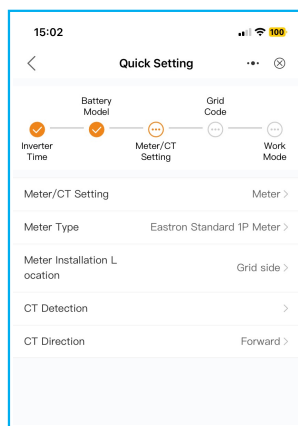 15:02
100
Quick Setting
Battery
Model
Grid
Code
Inverter
Time
Meter/CT
Setting
Work
Mode
Meter/CT Setting Meter
Meter Type Eastron Standard 1P Meter
Meter Installation L
ocation
Grid side
CT Detection
CT Direction Forward